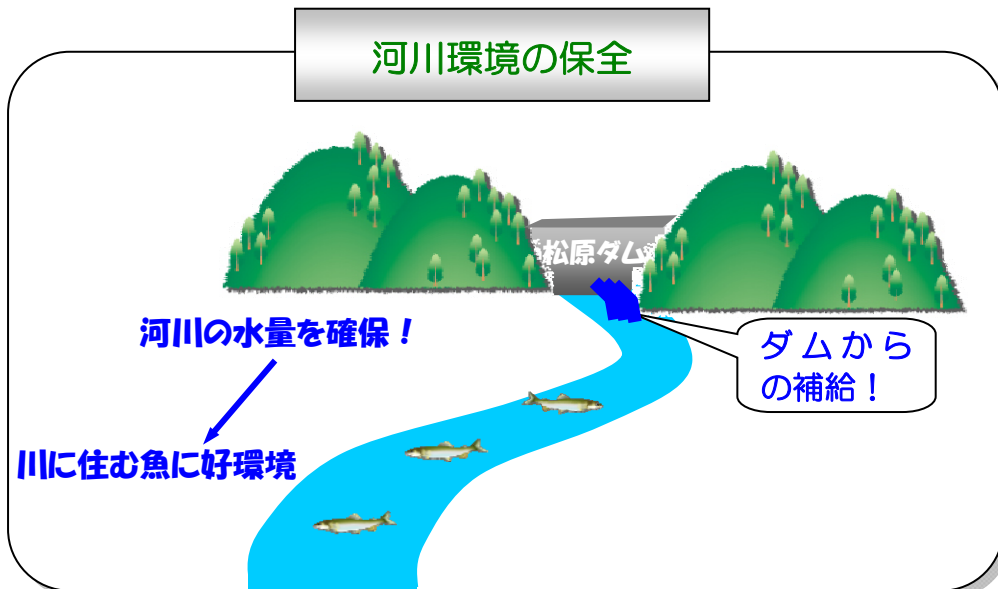 河川環境の保全
松原ダム
河川の水量を確保！
ダムから
の補給！
川に住む魚に好環境